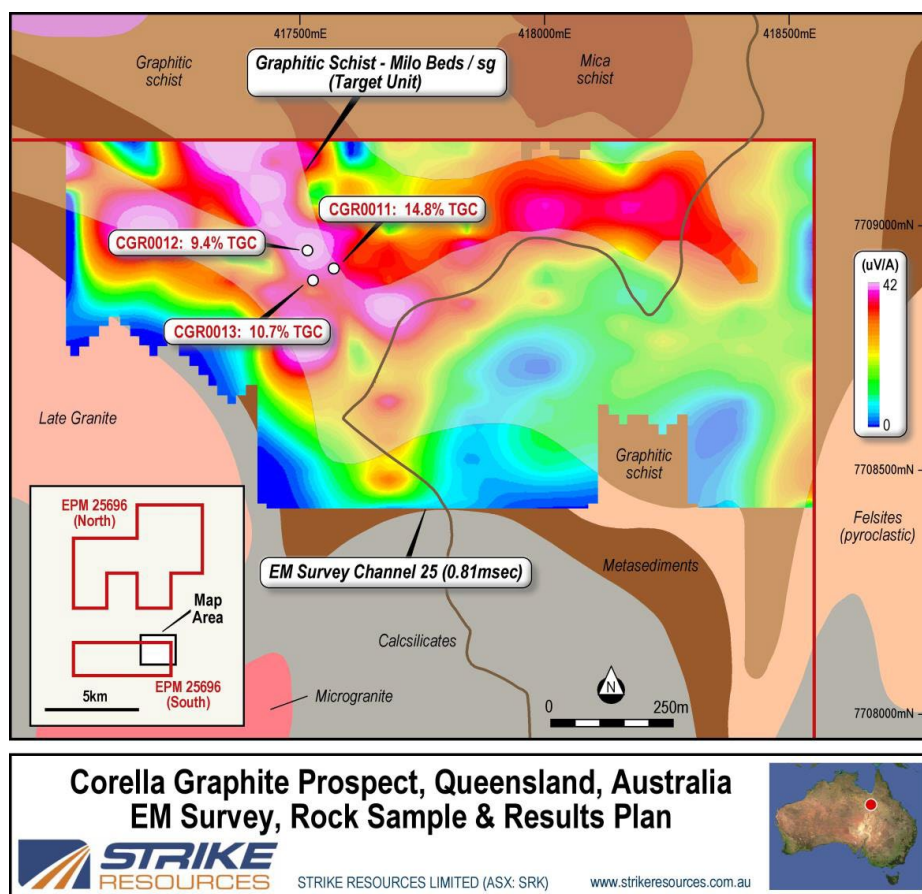 417500mE
418000mE
418500mE
Graphitic
schist
Graphitic Schist - Milo Beds / sg
(Target Unit)
Mica
schist
CGR0011: 14.8% TGC
CGR0012: 9.4% TGC
CGR0013: 10.7% TGC
7709000mN
(uV/A)
42
0
Late Granite
Graphitic
schist
7708500mN
EPM 25696
(North)
Map
Area
5km
EPM 25696
(South)
EM Survey Channel 25 (0.81msec)
Metasediments
Felsites
(pyroclastic)
Calcsilicates
Microgranite
N
0
250m
7708000mN
Corella Graphite Prospect, Queensland, Australia
EM Survey, Rock Sample & Results Plan
STRIKE
RESOURCES
STRIKE RESOURCES LIMITED (ASX: SRK)
www.strikeresources.com.au